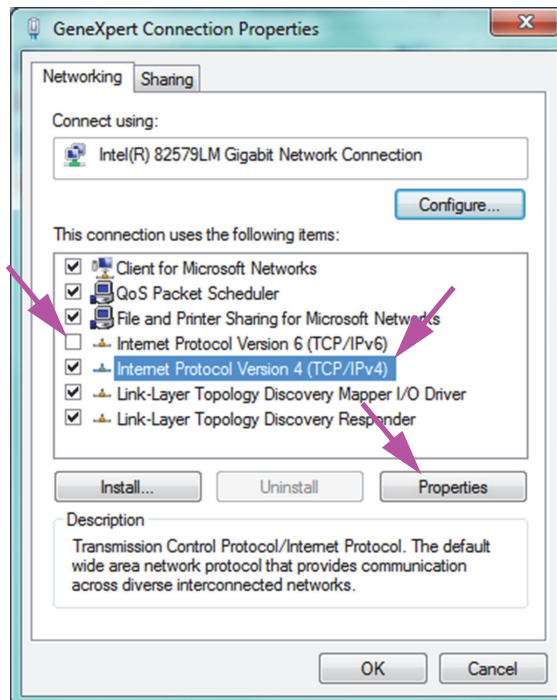 GeneXpert Connection Properties
Networking
Sharing
Connect using:
Intel(R) 82579LM Gigabit Network Connection
Configure...
This connection uses the following items:
Client for Microsoft Networks
QoS Packet Scheduler
File and Printer Sharing for Microsoft Networks
Internet Protocol Version 6 (TCP/IPv6)
Internet Protocol Version 4 (TCP/IPv4)
Link-Layer Topology Discovery Mapper I/O Driver
Link-Layer Topology Discovery Responder
Install...
Uninstall
Properties
Description
Transmission Control Protocol/Internet Protocol. The default
wide area network protocol that provides communication
across diverse interconnected networks.
OK
Cancel